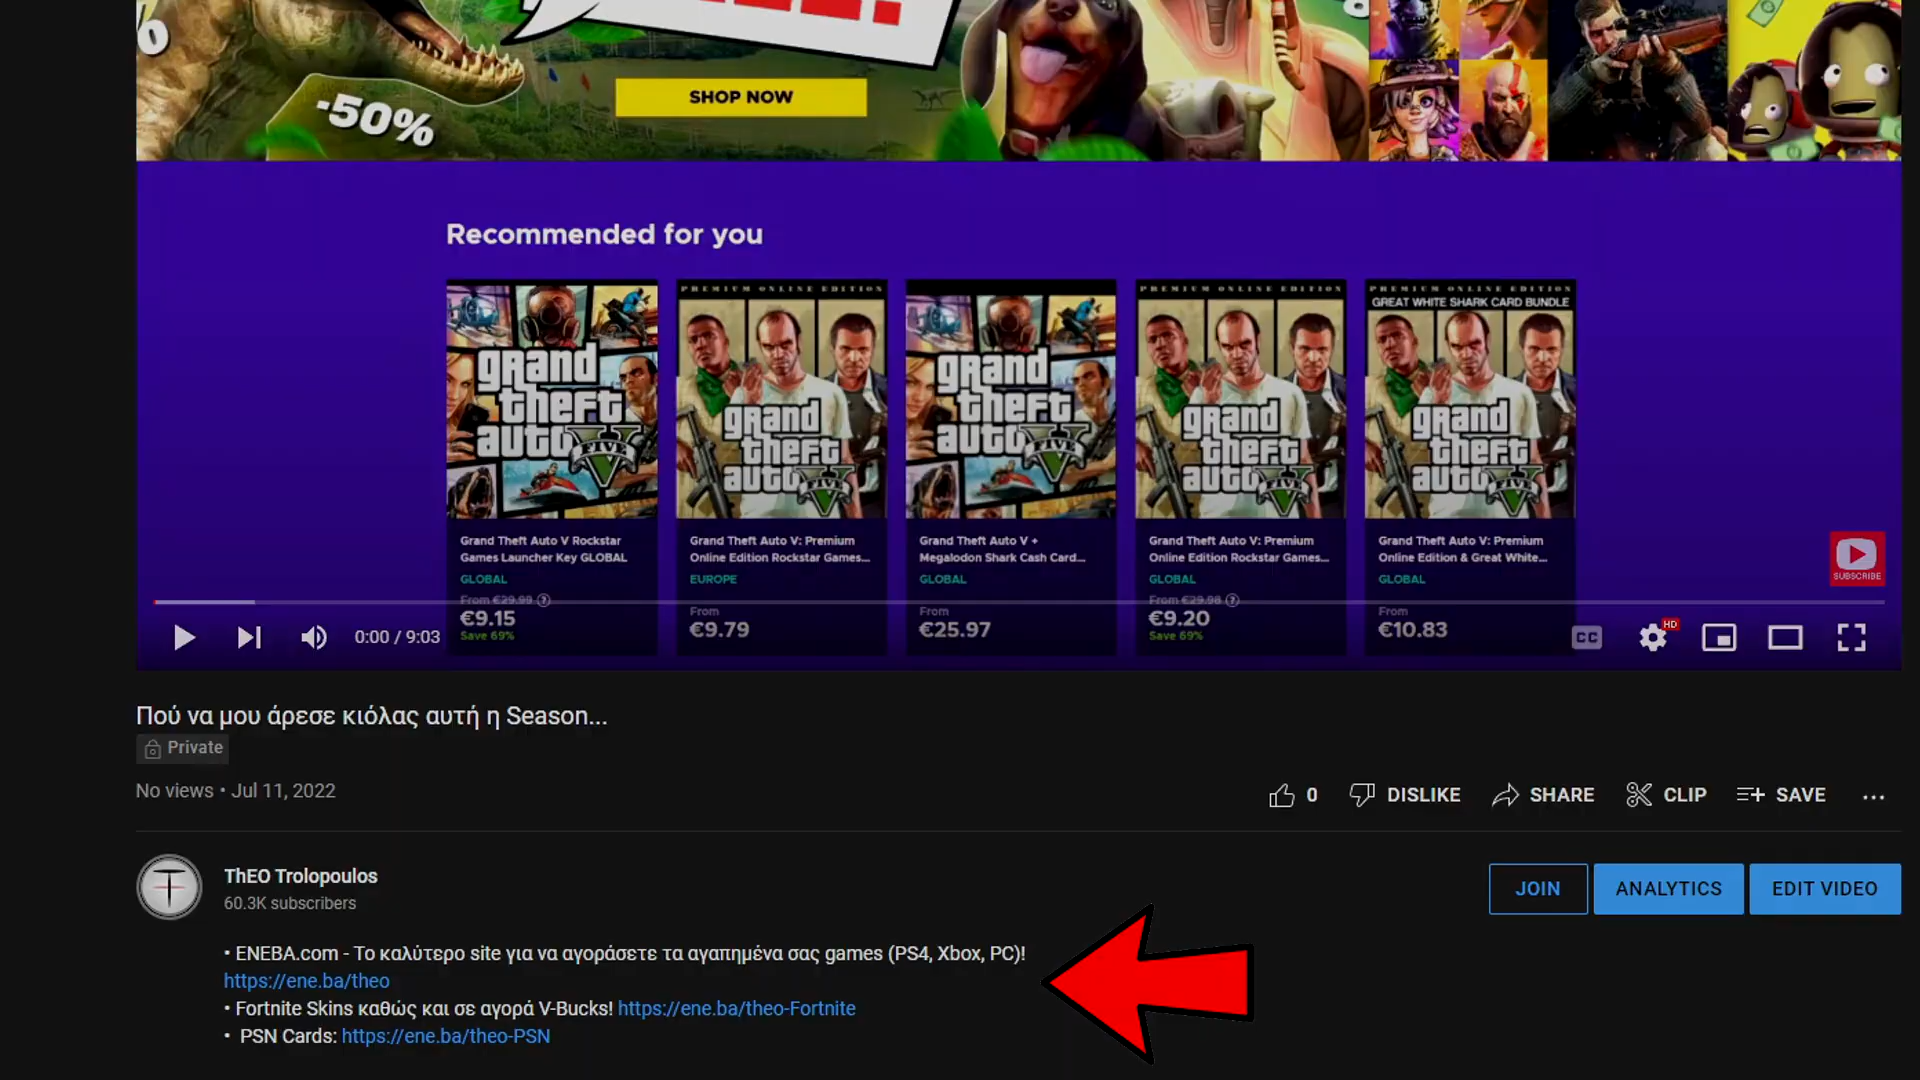 -50%
SHOP NOW
Recommended for you
grand theft auto V FIVE
PREMIUM ONLINE EDITION
grand theft auto V FIVE
grand theft auto V FIVE
PREMIUM ONLINE EDITION
grand theft auto V FIVE
PREMIUM ONLINE EDITION
GREAT WHITE SHARK CARD BUNDLE
grand theft auto V FIVE
Grand Theft Auto V Rockstar
Games Launcher Key GLOBAL
GLOBAL
From €29.99
€9.15
Save 69%
Grand Theft Auto V: Premium
Online Edition Rockstar Games...
EUROPE
From
€9.79
Grand Theft Auto V +
Megalodon Shark Cash Card...
GLOBAL
From
€25.97
Grand Theft Auto V: Premium
Online Edition Rockstar Games...
GLOBAL
From €29.98
€9.20
Save 69%
Grand Theft Auto V: Premium
Online Edition & Great White...
GLOBAL
From
€10.83
SUBSCRIBE
0:00 / 9:03
CC
HD
Πού να μου άρεσε κιόλας αυτή η Season...
Private
No views • Jul 11, 2022
0 DISLIKE SHARE CLIP SAVE ...
ThEO Trolopoulos
60.3K subscribers
JOIN ANALYTICS EDIT VIDEO
• ENEBA.com - Το καλύτερο site για να αγοράσετε τα αγαπημένα σας games (PS4, Xbox, PC)!
https://ene.ba/theo
• Fortnite Skins καθώς και σε αγορά V-Bucks! https://ene.ba/theo-Fortnite
• PSN Cards: https://ene.ba/theo-PSN